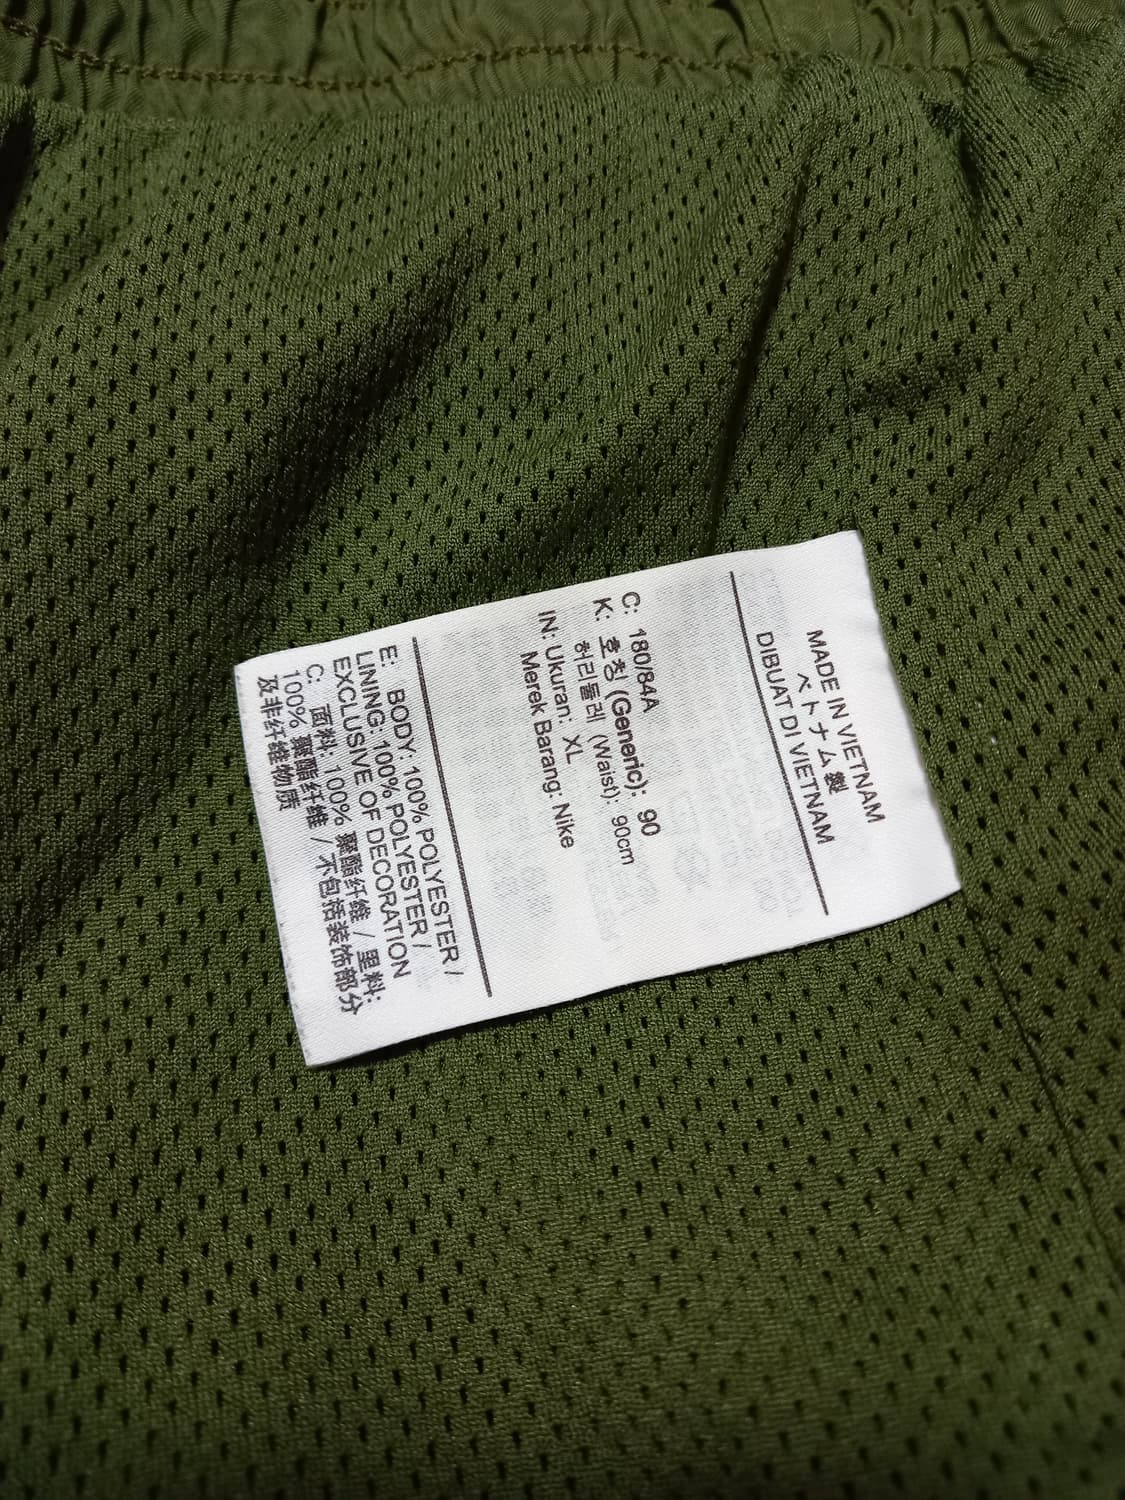 MADE IN VIETNAM
ベトナム製
DIBUAT DI VIETNAM
C: 180/84A
K: 호칭 (Generic): 90
허리둘레 (Waist): 90cm
IN: Ukuran: XL
Merek Barang: Nike
E: BODY: 100% POLYESTER /
LINING: 100% POLYESTER /
EXCLUSIVE OF DECORATION
C: 面料: 100% 聚酯纤维 / 里料:
100% 聚酯纤维 / 不包括装饰部分
及非纤维物质